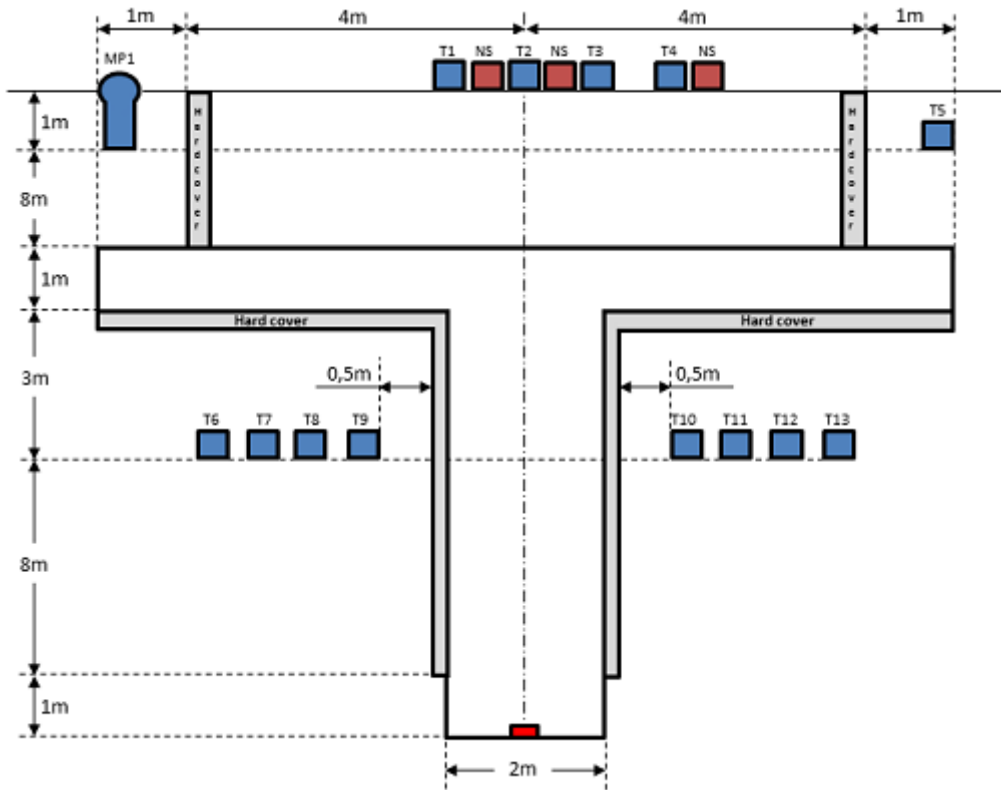 1m 4m 4m 1m
MP1 T1 NS T2 NS T3 T4 NS
1m Hardcover Hardcover T5
8m
1m
Hard cover Hard cover
3m 0,5m 0,5m
T6 T7 T8 T9 T10 T11 T12 T13
8m
1m
2m